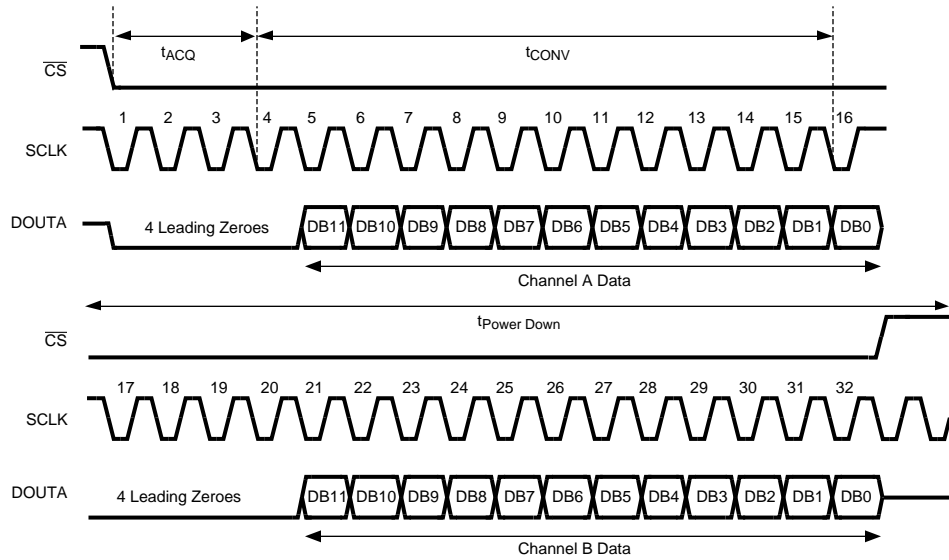 tACQ tCONV
CS
1 2 3 4 5 6 7 8 9 10 11 12 13 14 15 16
SCLK
DOUTA 4 Leading Zeroes DB11 DB10 DB9 DB8 DB7 DB6 DB5 DB4 DB3 DB2 DB1 DB0
Channel A Data
tPower Down
CS
17 18 19 20 21 22 23 24 25 26 27 28 29 30 31 32
SCLK
DOUTA 4 Leading Zeroes DB11 DB10 DB9 DB8 DB7 DB6 DB5 DB4 DB3 DB2 DB1 DB0
Channel B Data